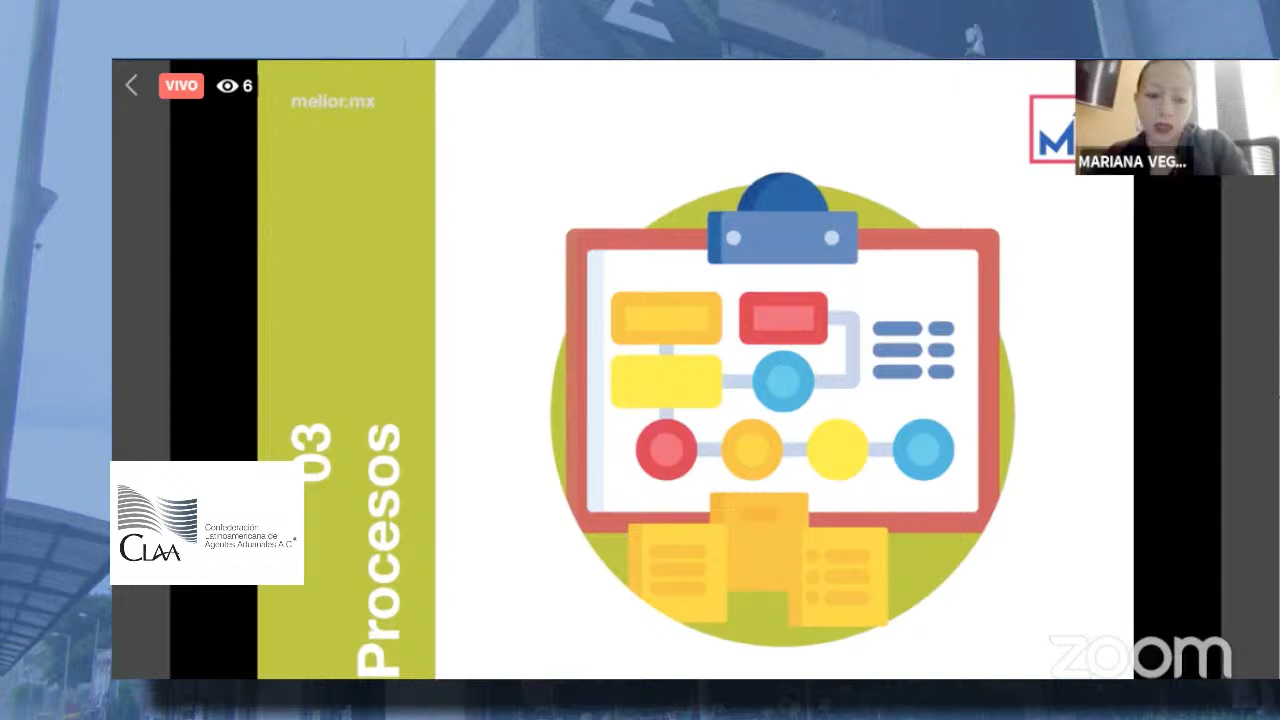 VIVO
6
melior.mx
M
MARIANA VEG...
03
Procesos
CLAA
Confederación
Latinoamericana de
Agentes Aduanales A.C®
zoom